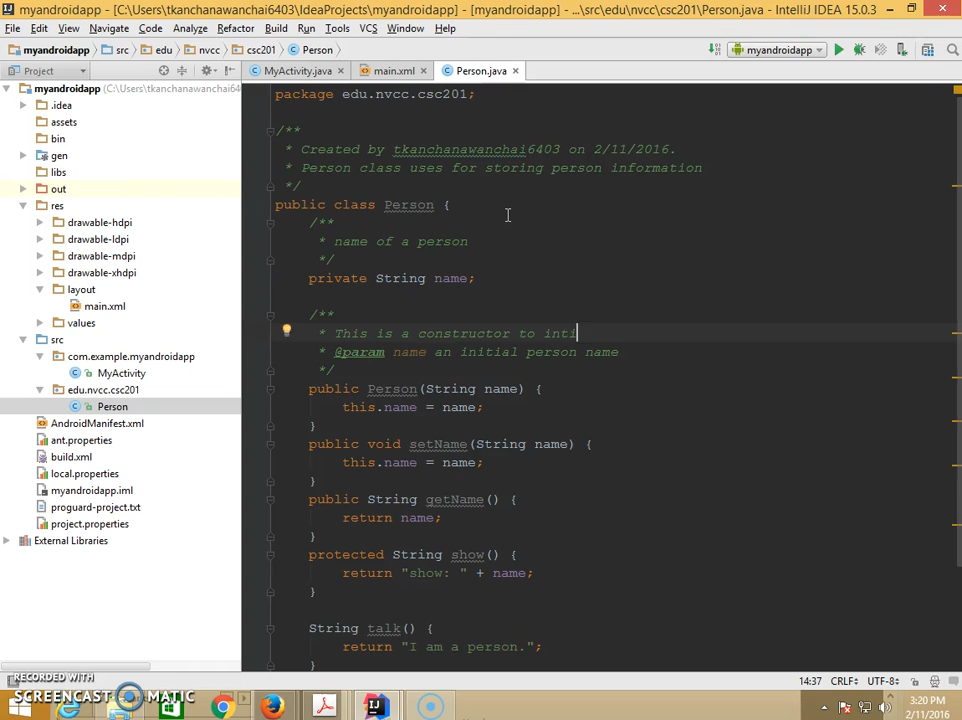 myandroidapp - [C:\Users\tkanchanawanchai6403\IdeaProjects\myandroidapp] - [myandroidapp] - ...\src\edu\nvcc\csc201\Person.java - IntelliJ IDEA 15.0.3
File Edit View Navigate Code Analyze Refactor Build Run Tools VCS Window Help
myandroidapp src edu nvcc csc201 Person myandroidapp
Project MyActivity.java main.xml Person.java
myandroidapp (C:\Users\tkanchanawanchai64
.idea
assets
bin
gen
libs
out
res
drawable-hdpi
drawable-ldpi
drawable-mdpi
drawable-xhdpi
layout
main.xml
values
src
com.example.myandroidapp
MyActivity
edu.nvcc.csc201
Person
AndroidManifest.xml
ant.properties
build.xml
local.properties
myandroidapp.iml
proguard-project.txt
project.properties
External Libraries
package edu.nvcc.csc201;
/**
* Created by tkanchanawanchai6403 on 2/11/2016.
* Person class uses for storing person information
*/
public class Person {
/**
* name of a person
*/
private String name;
/**
* This is a constructor to inti
* @param name an initial person name
*/
public Person(String name) {
this.name = name;
}
public void setName(String name) {
this.name = name;
}
public String getName() {
return name;
}
protected String show() {
return "show: " + name;
}
String talk() {
return "I am a person.";
}
14:37 CRLF UTF-8
RECORDED WITH
SCREENCAST MATIC
3:20 PM
2/11/2016